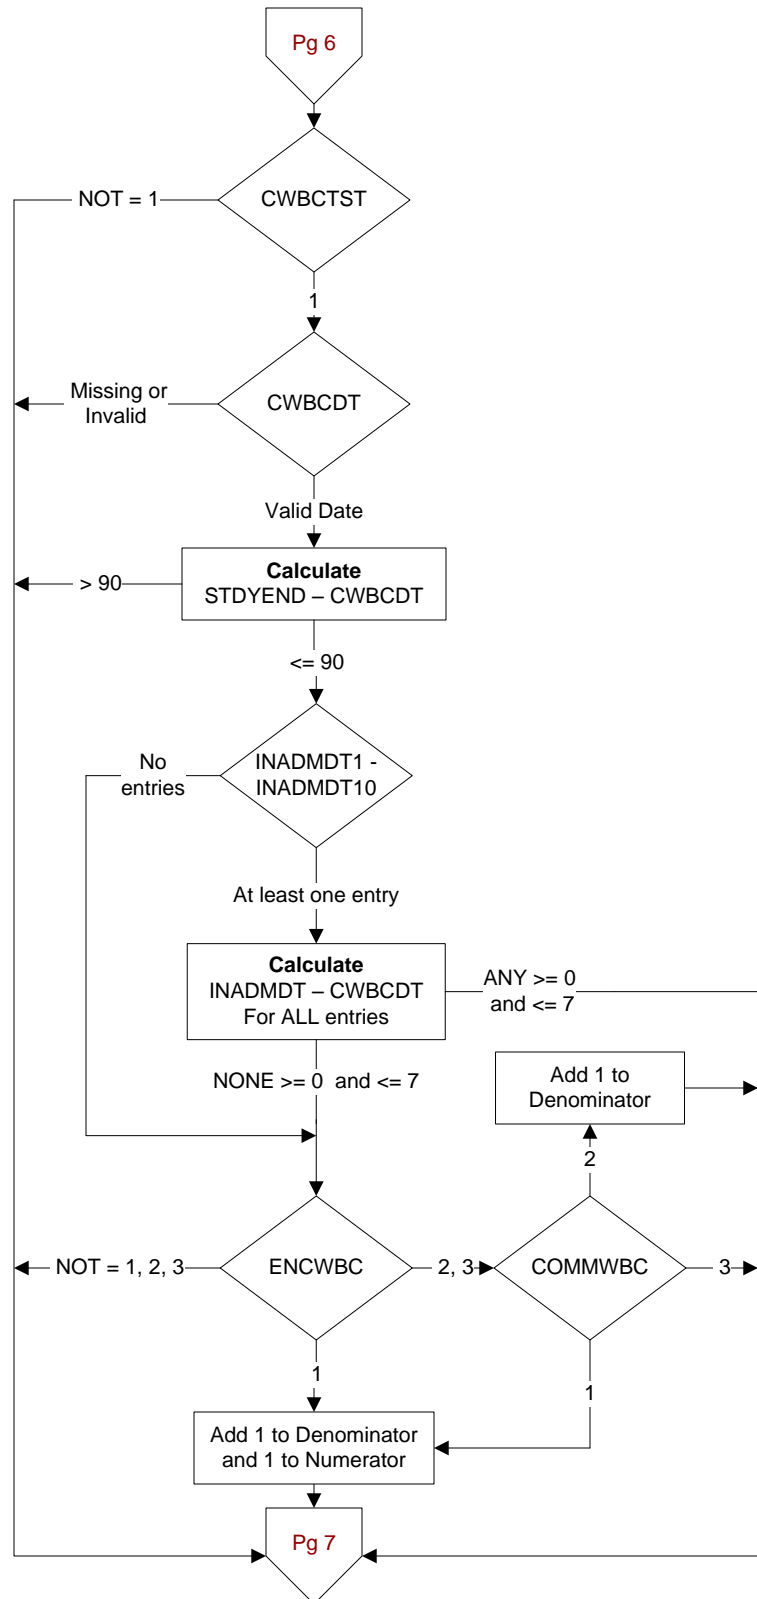 Pg 6
CWBCTST
NOT = 1
1
CWBCDT
Missing or
Invalid
Valid Date
Calculate
STDYEND – CWBCDT
> 90
<= 90
INADMDT1 -
INADMDT10
No
entries
At least one entry
Calculate
INADMDT – CWBCDT
For ALL entries
ANY >= 0
and <= 7
NONE >= 0 and <= 7
Add 1 to
Denominator
2
ENCWBC
NOT = 1, 2, 3
2, 3
COMMWBC
3
1
1
Add 1 to Denominator
and 1 to Numerator
Pg 7